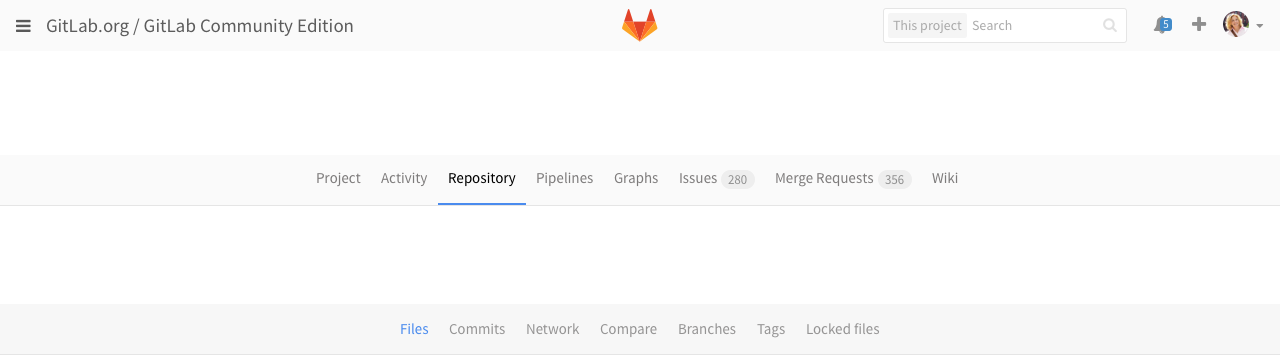 GitLab.org / GitLab Community Edition This project Search 5
Project Activity Repository Pipelines Graphs Issues 280 Merge Requests 356 Wiki
Files Commits Network Compare Branches Tags Locked files